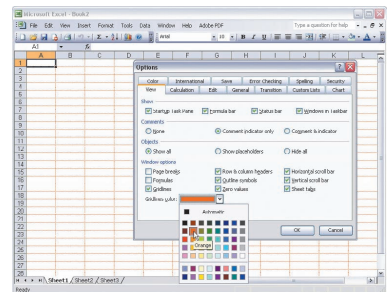 Microsoft Excel - Book2
File Edit View Insert Format Tools Data Window Help Adobe PDF Type a question for help
Arial 10 B I U
A1 fx
A B C D E F G H I J K L
Options
Color International Save Error Checking Spelling Security
View Calculation Edit General Transition Custom Lists Chart
Show
Startup Task Pane Formula bar Status bar Windows in Taskbar
Comments
None Comment indicator only Comment & indicator
Objects
Show all Show placeholders Hide all
Window options
Page breaks Row & column headers Horizontal scroll bar
Formulas Outline symbols Vertical scroll bar
Gridlines Zero values Sheet tabs
Gridlines color:
Automatic
Orange
OK Cancel
1
2
3
4
5
6
7
8
9
10
11
12
13
14
15
16
17
18
19
20
21
22
23
24
25
26
27
28
Sheet1 Sheet2 Sheet3
Ready